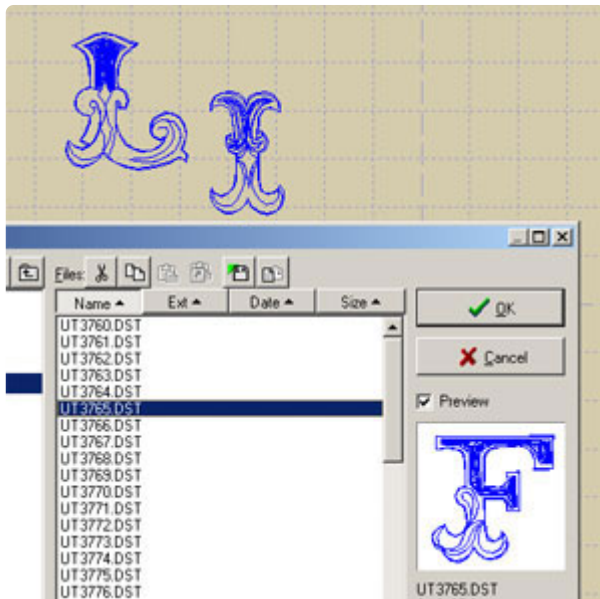 L I
Files:
Name Ext Date Size
OK
Cancel
Preview
UT3760.DST
UT3761.DST
UT3762.DST
UT3763.DST
UT3764.DST
UT3765.DST
UT3766.DST
UT3767.DST
UT3768.DST
UT3769.DST
UT3770.DST
UT3771.DST
UT3772.DST
UT3773.DST
UT3774.DST
UT3775.DST
UT3776.DST
F
UT3765.DST